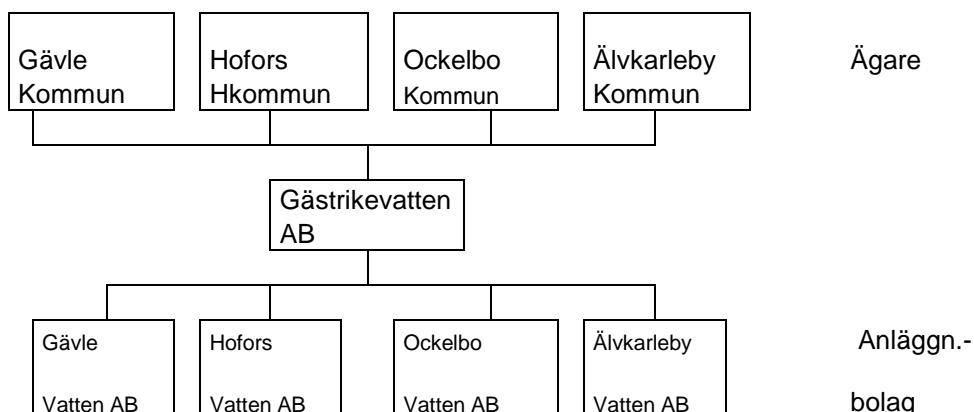 Gävle
Kommun
Hofors
Hkommun
Ockelbo
Kommun
Älvkarleby
Kommun
Ägare
Gästrikevatten
AB
Gävle
Vatten AB
Hofors
Vatten AB
Ockelbo
Vatten AB
Älvkarleby
Vatten AB
Anläggn.-
bolag